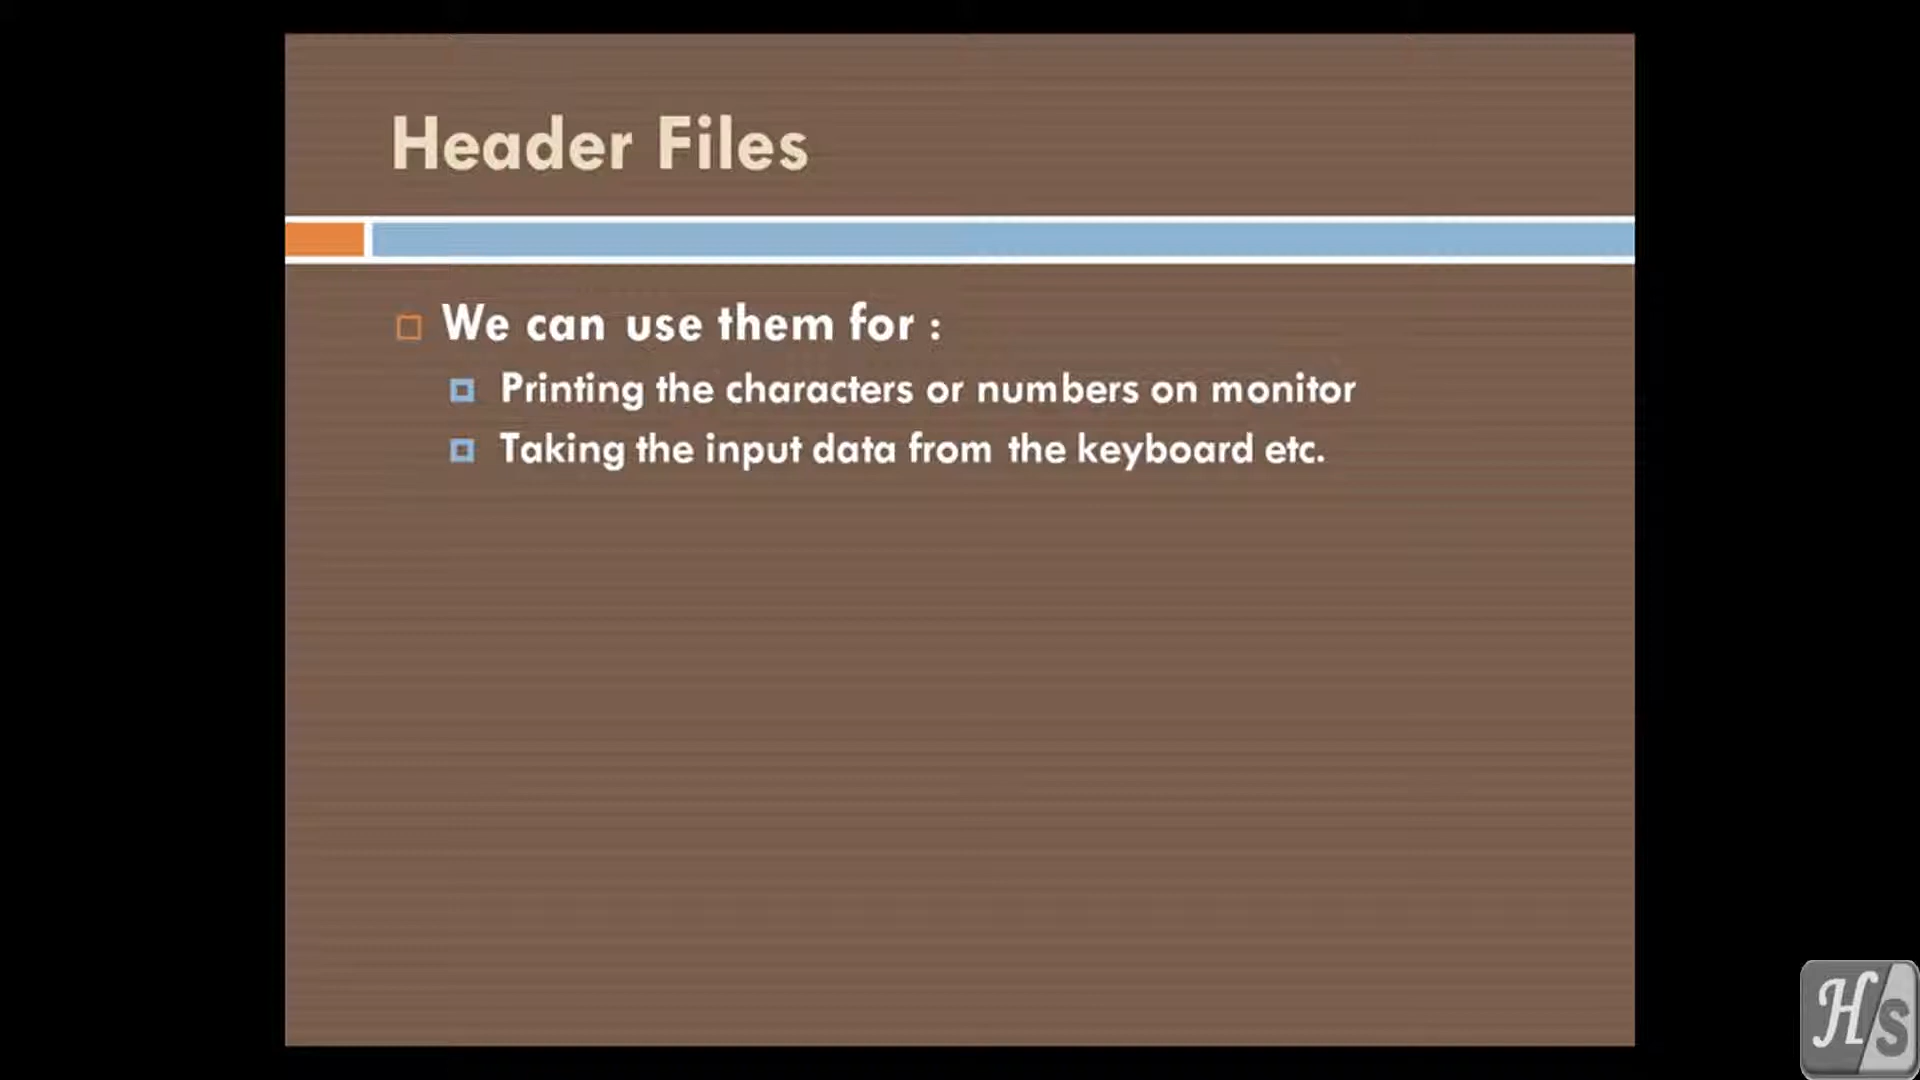 Header Files
We can use them for :
Printing the characters or numbers on monitor
Taking the input data from the keyboard etc.
Hs